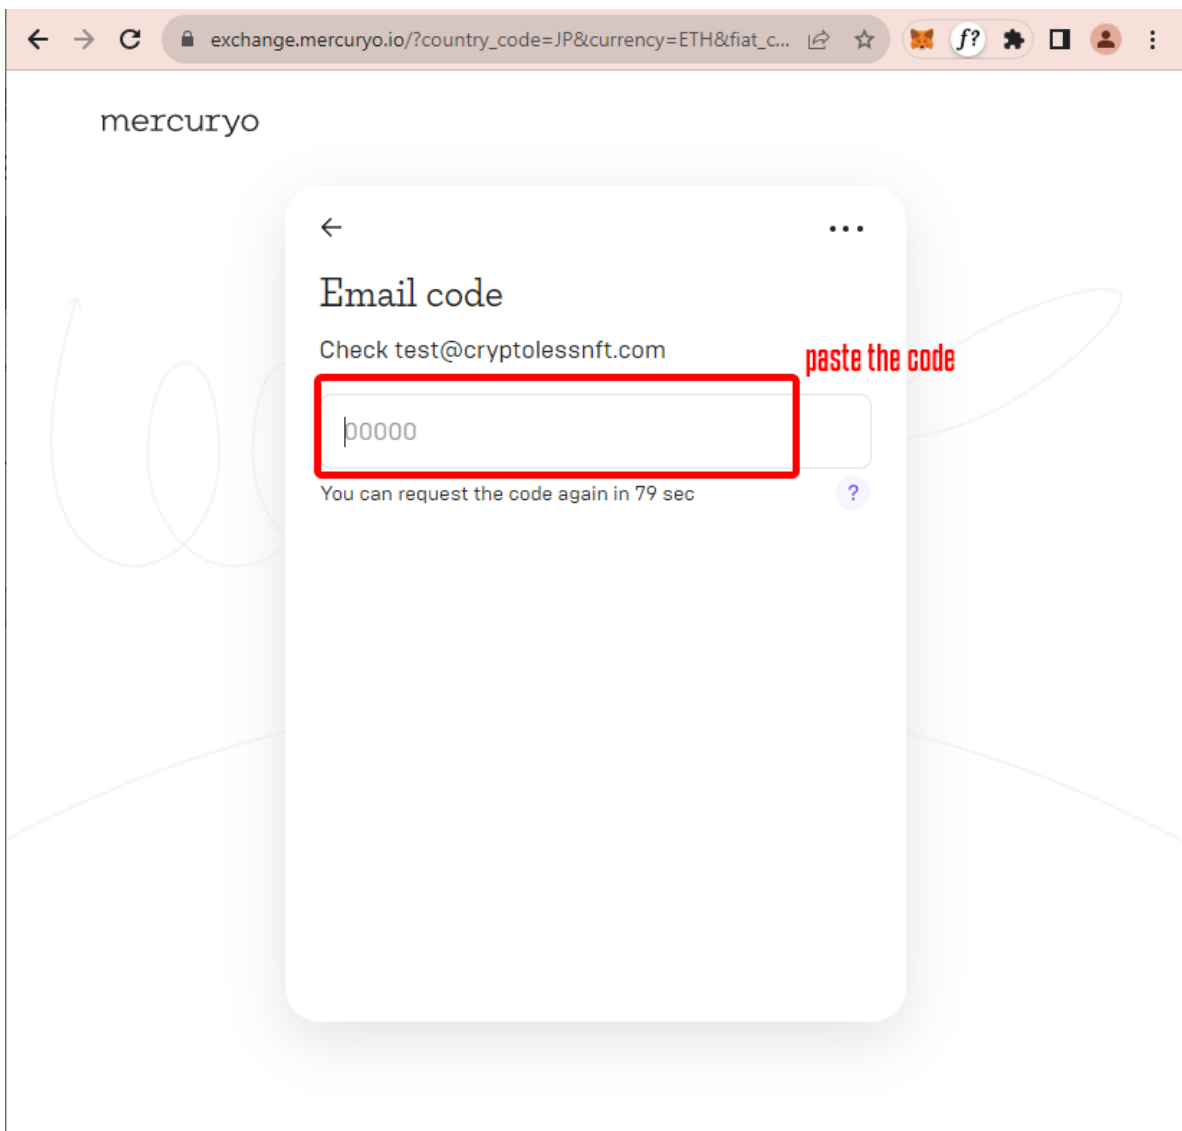 exchange.mercuryo.io/?country_code=JP&currency=ETH&fiat_c...
f?
mercuryo
Email code
Check test@cryptolessnft.com
paste the code
00000
You can request the code again in 79 sec
?